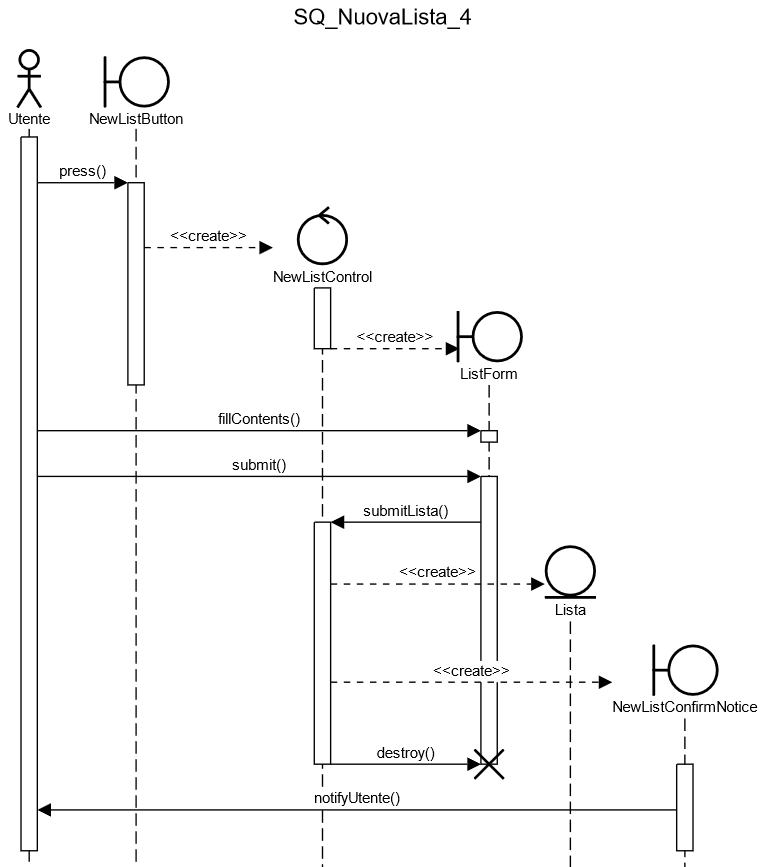 SQ_NuovaLista_4
Utente
NewListButton
press()
<<create>>
NewListControl
<<create>>
ListForm
fillContents()
submit()
submitLista()
<<create>>
Lista
<<create>>
NewListConfirmNotice
destroy()
notifyUtente()